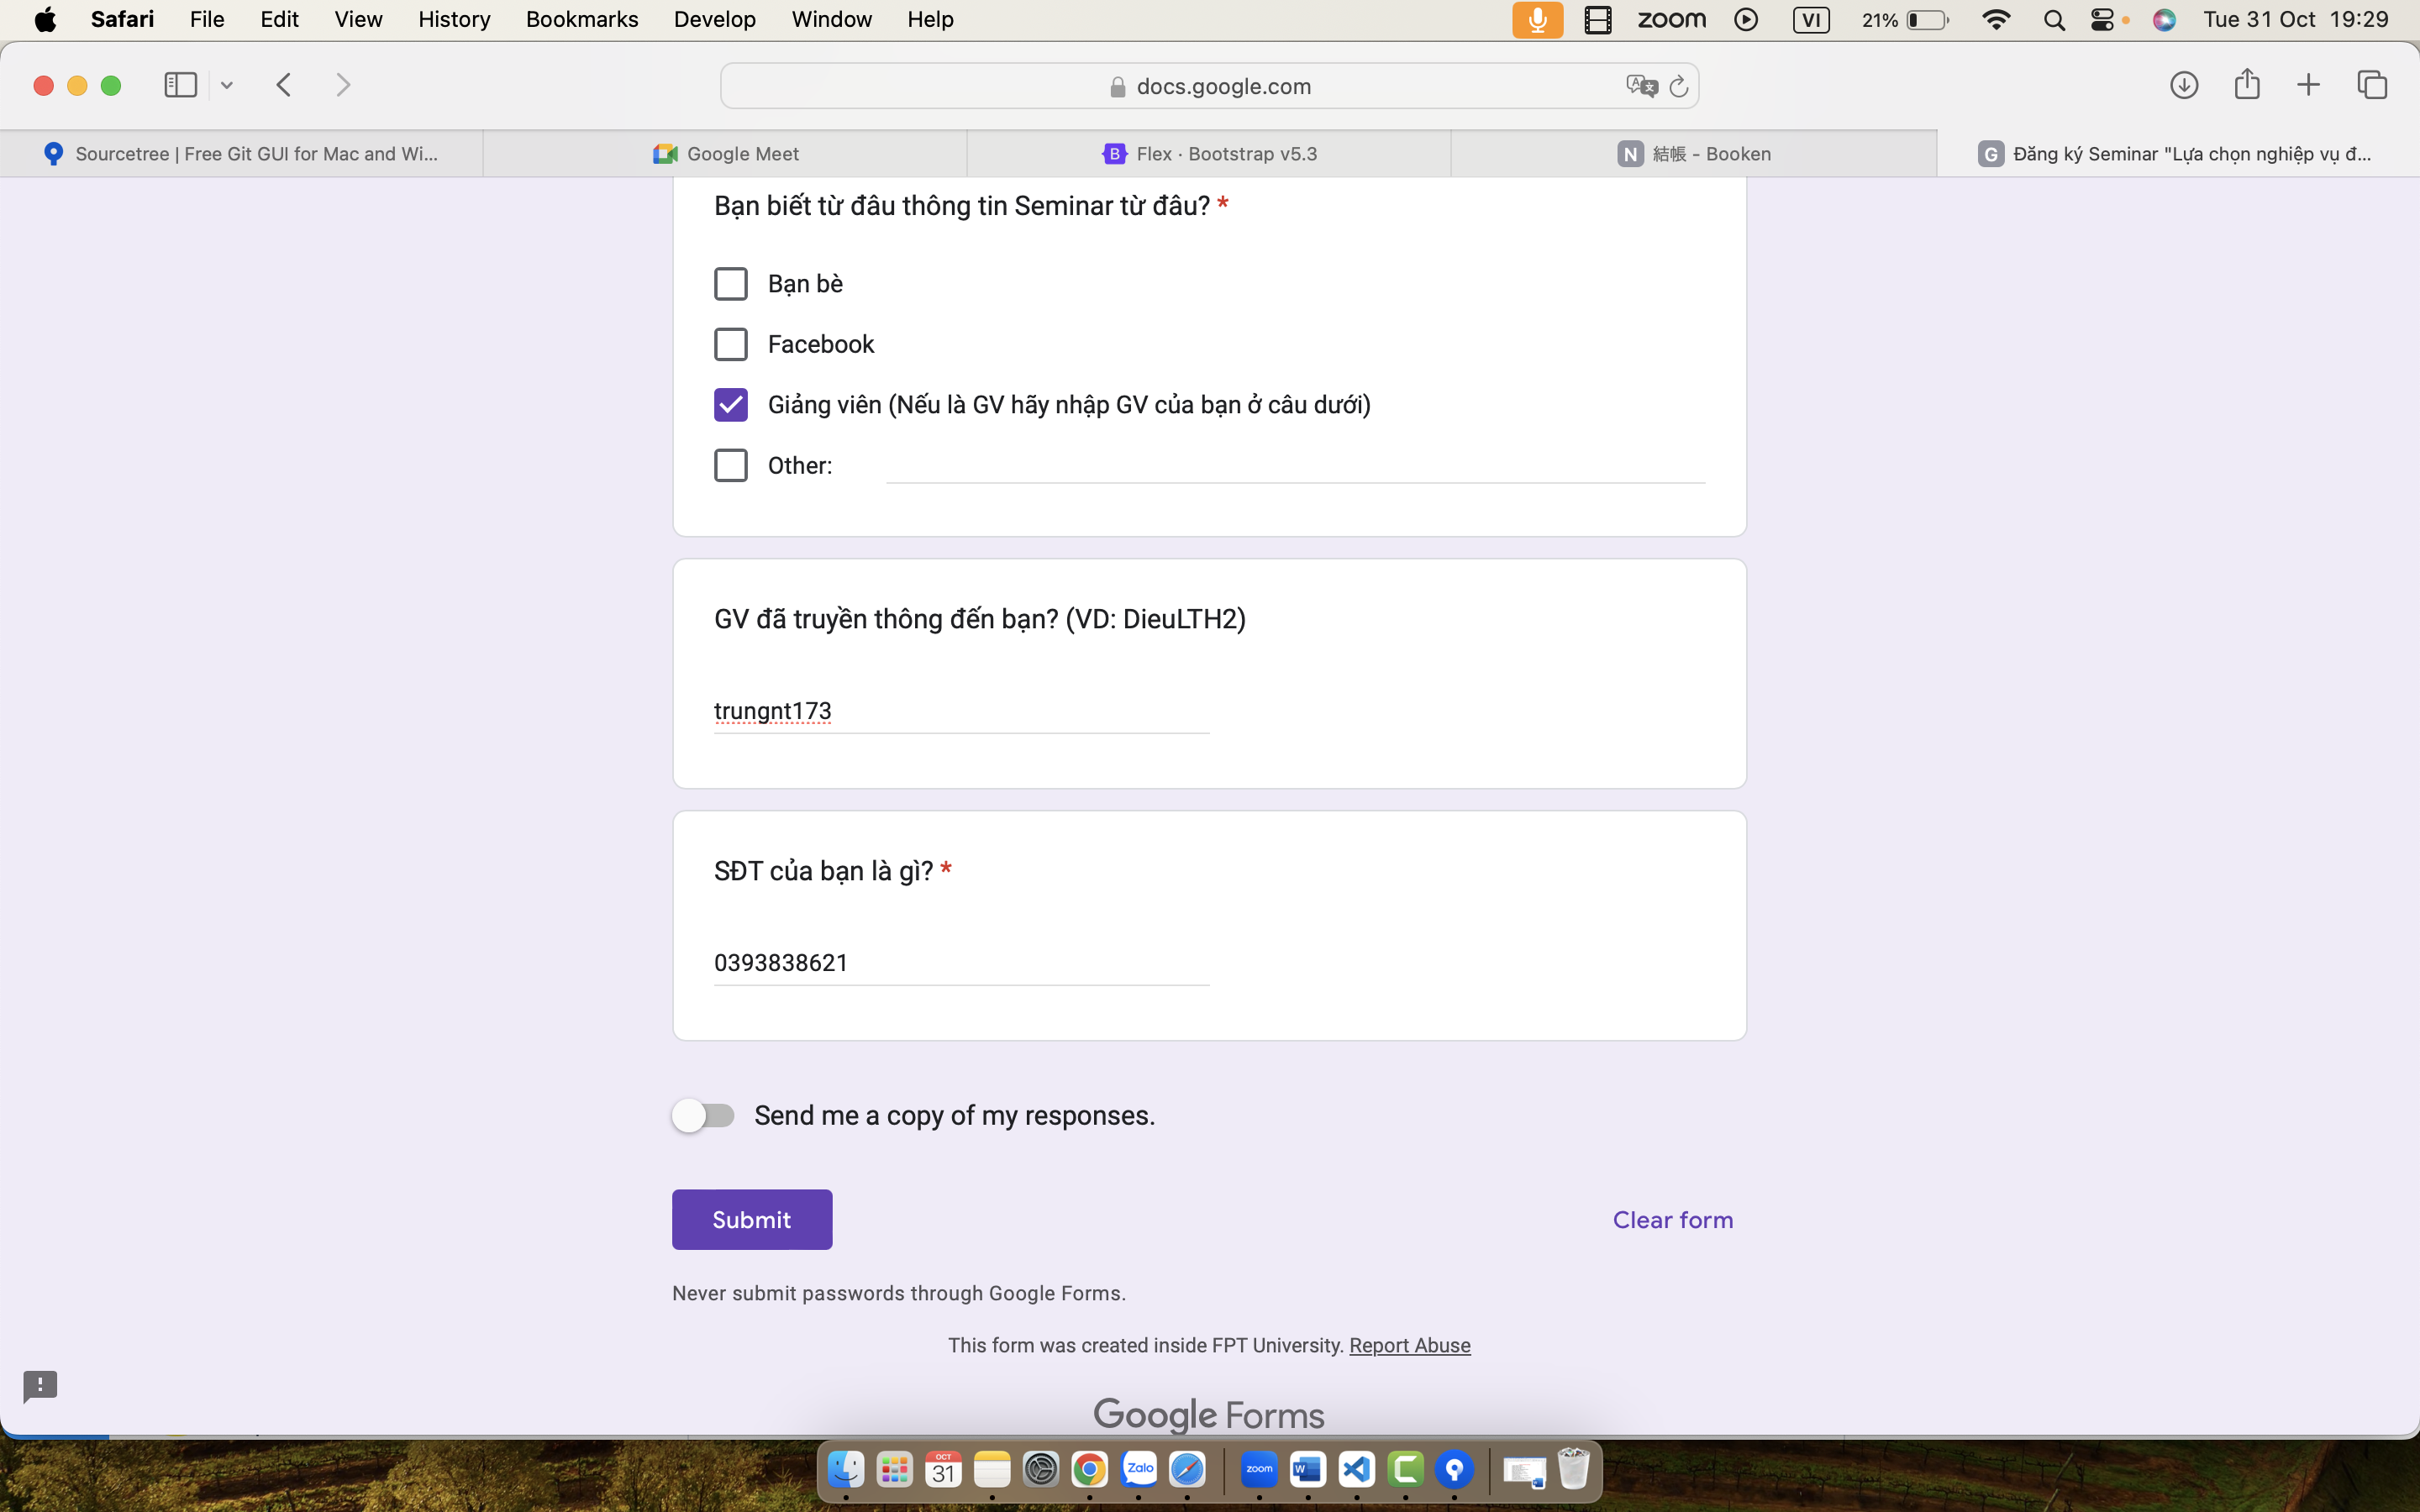 Safari File Edit View History Bookmarks Develop Window Help zoom VI 21% Tue 31 Oct 19:29
docs.google.com
Sourcetree | Free Git GUI for Mac and Wi... Google Meet B Flex · Bootstrap v5.3 N 結帳 - Booken G Đăng ký Seminar "Lựa chọn nghiệp vụ đ...
Bạn biết từ đâu thông tin Seminar từ đâu? *
Bạn bè
Facebook
Giảng viên (Nếu là GV hãy nhập GV của bạn ở câu dưới)
Other:
GV đã truyền thông đến bạn? (VD: DieuLTH2)
trungnt173
SĐT của bạn là gì? *
0393838621
Send me a copy of my responses.
Submit Clear form
Never submit passwords through Google Forms.
This form was created inside FPT University. Report Abuse
Google Forms
OCT
31 Zalo zoom W